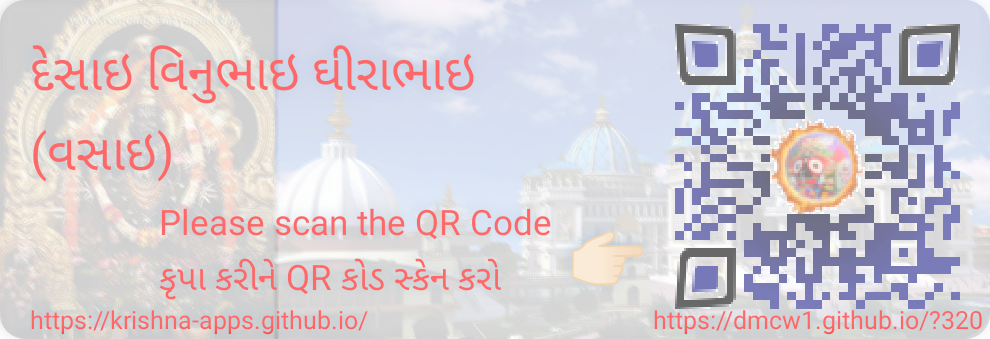 દેસાઇ વિનુભાઇ ઘીરાભાઇ
(વસાઇ)
Please scan the QR Code
કૃપા કરીને QR કોડ સ્કેન કરો
https://krishna-apps.github.io/
https://dmcw1.github.io/?320